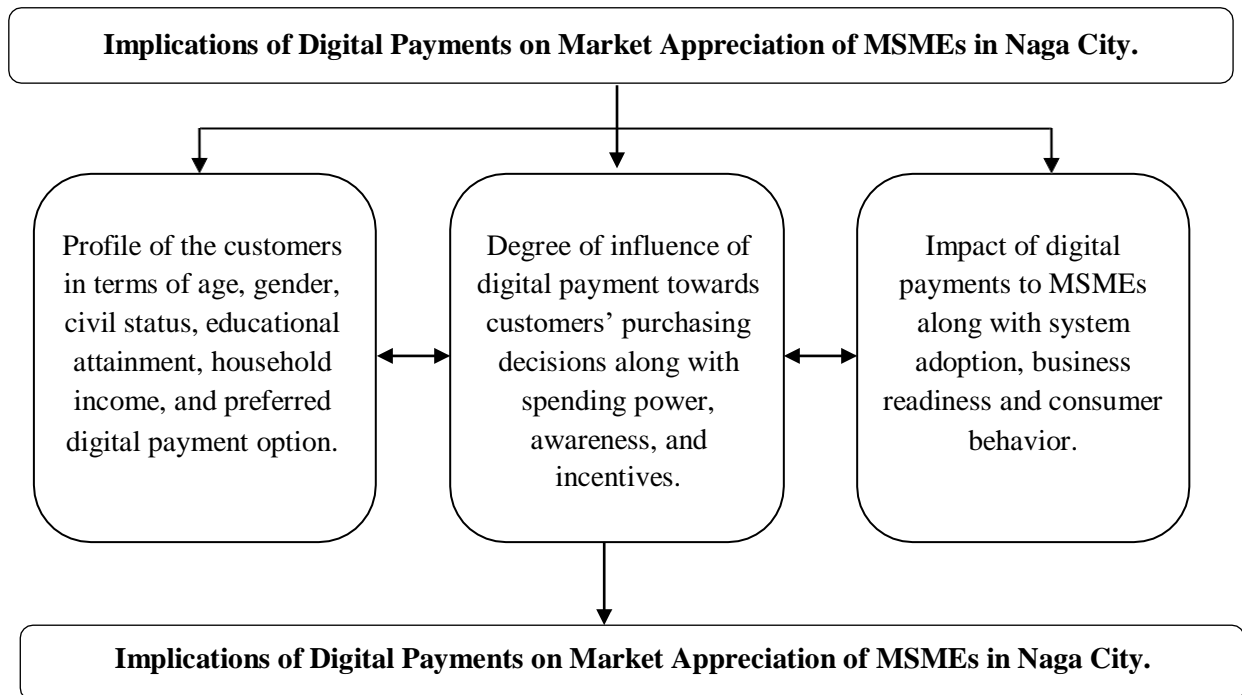 Implications of Digital Payments on Market Appreciation of MSMEs in Naga City.
Profile of the customers
in terms of age, gender,
civil status, educational
attainment, household
income, and preferred
digital payment option.
Degree of influence of
digital payment towards
customers’ purchasing
decisions along with
spending power,
awareness, and
incentives.
Impact of digital
payments to MSMEs
along with system
adoption, business
readiness and consumer
behavior.
Implications of Digital Payments on Market Appreciation of MSMEs in Naga City.